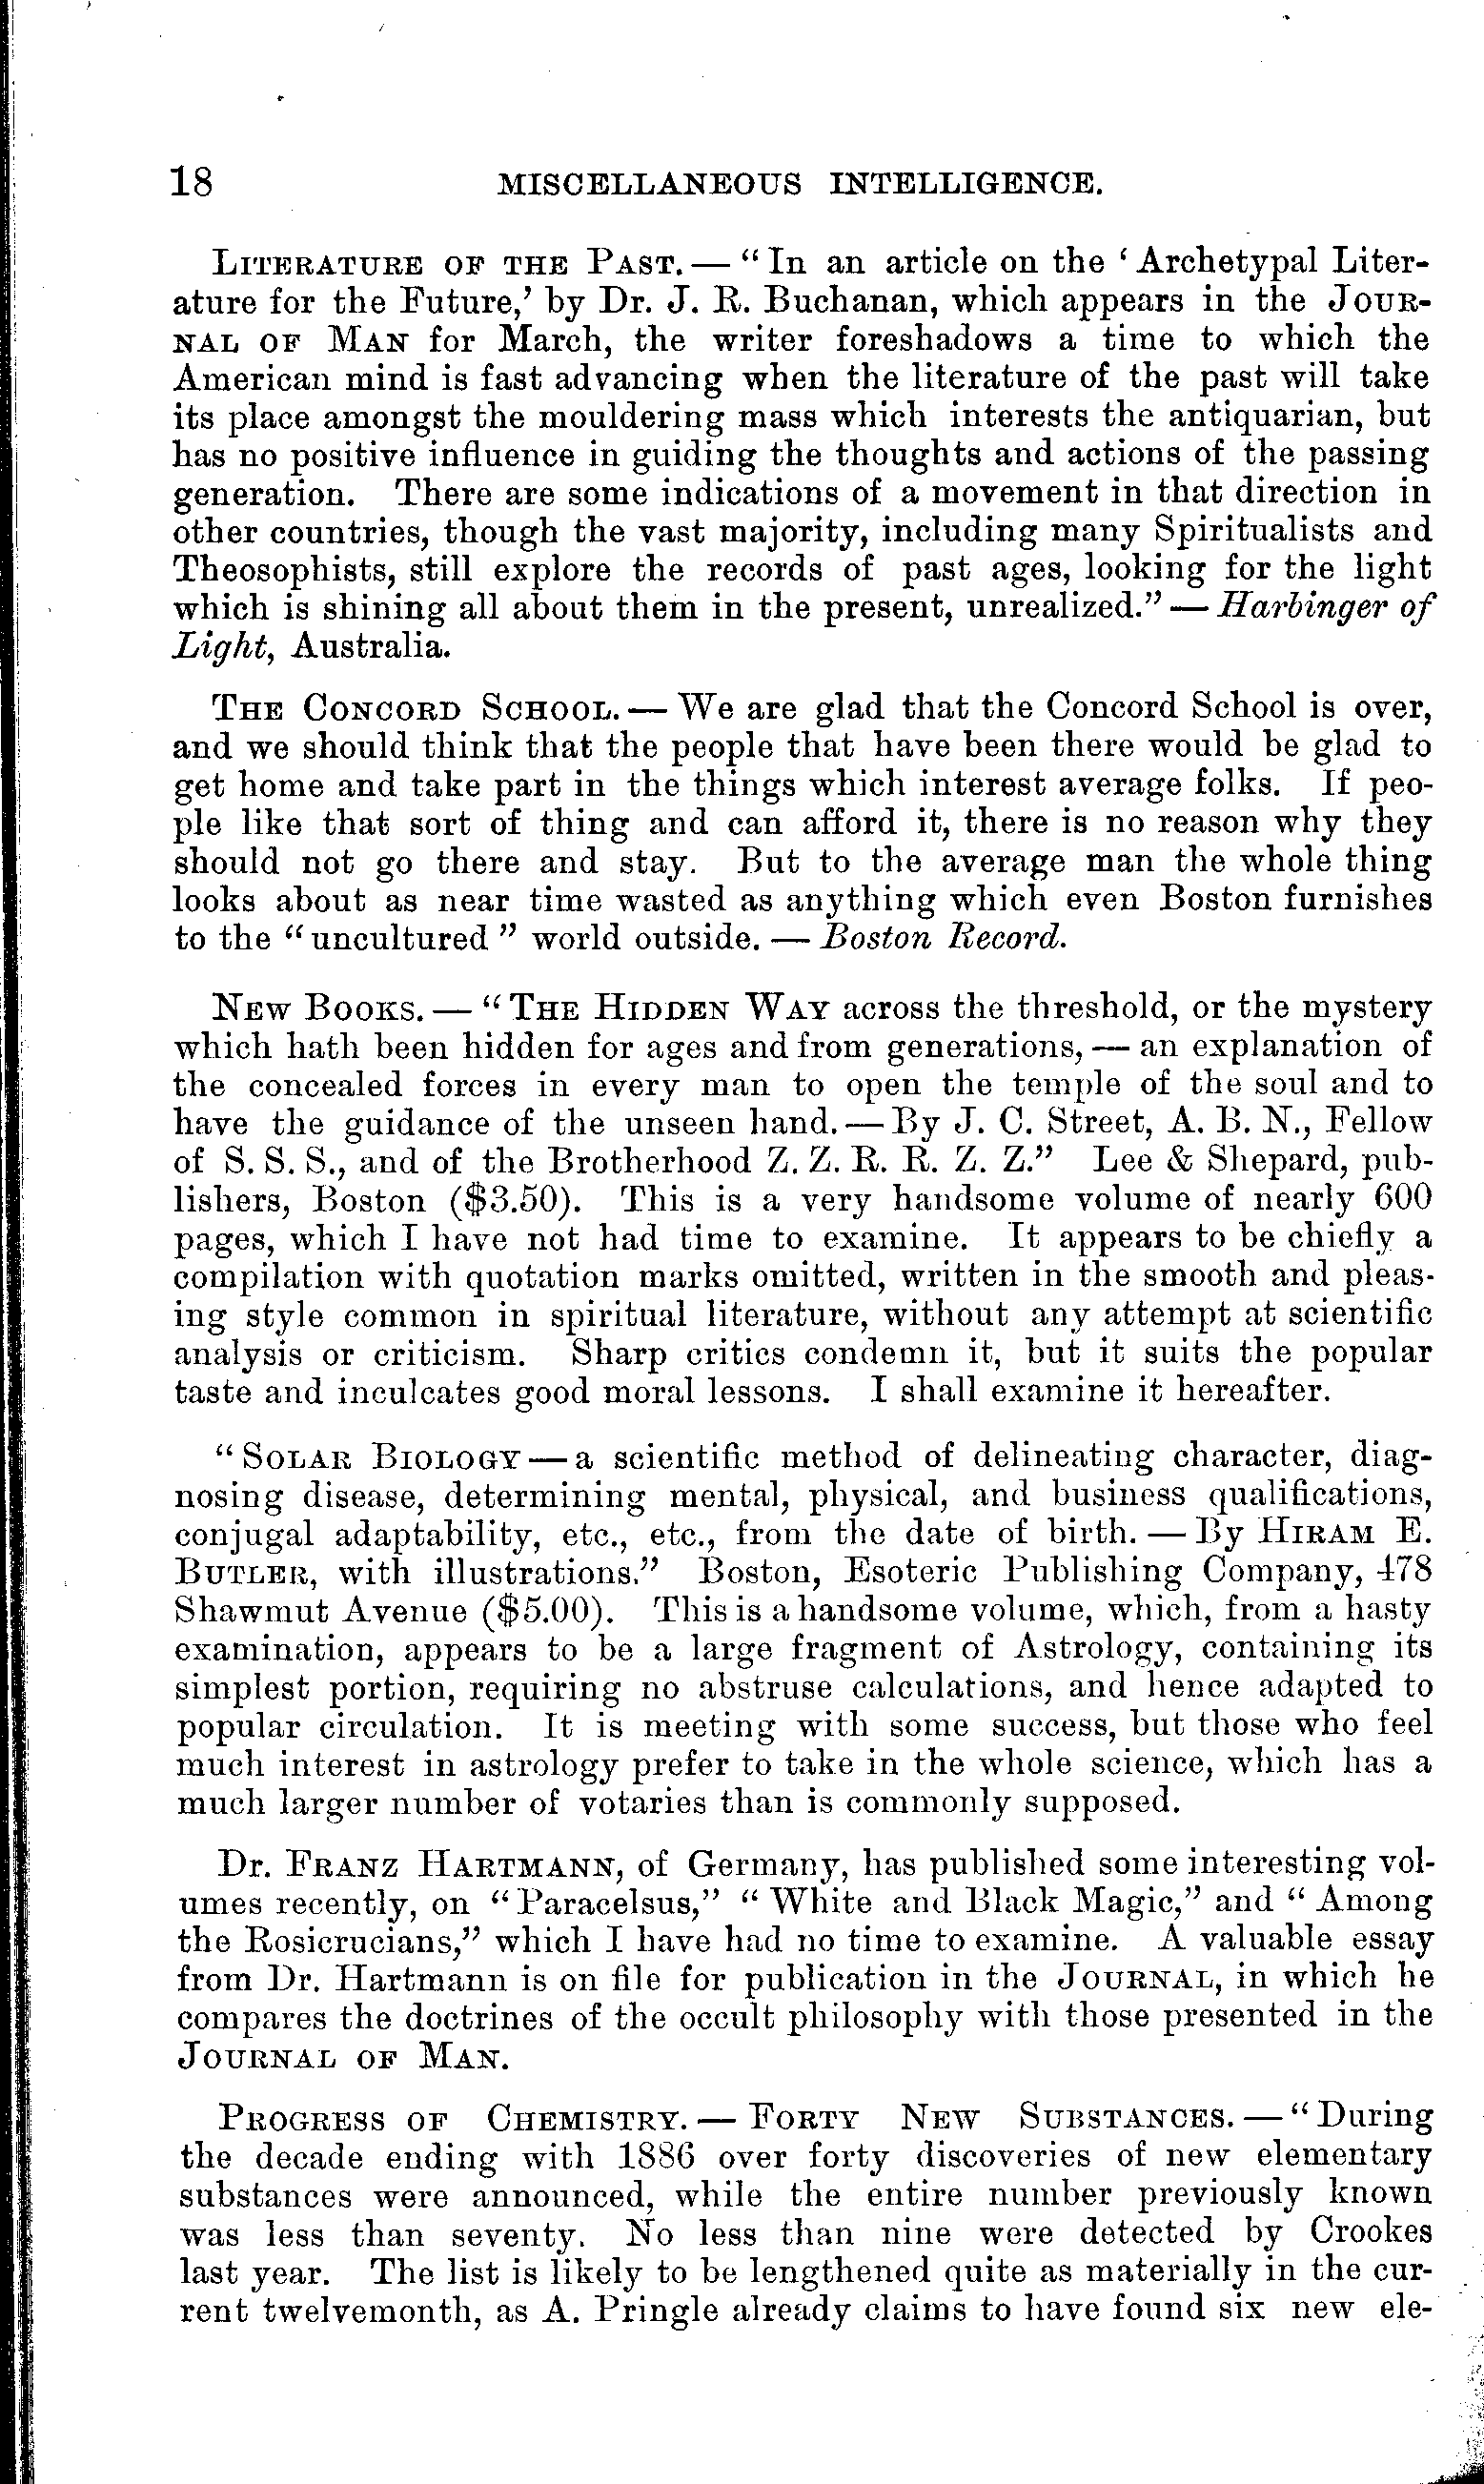 18 MISCELLANEOUS INTELLIGENCE.
LITERATURE OF THE PAST. — “In an article on the ‘Archetypal Liter-
ature for the Future,’ by Dr. J. R. Buchanan, which appears in the JOUR-
NAL OF MAN for March, the writer foreshadows a time to which the
American mind is fast advancing when the literature of the past will take
its place amongst the mouldering mass which interests the antiquarian, but
has no positive influence in guiding the thoughts and actions of the passing
generation. There are some indications of a movement in that direction in
other countries, though the vast majority, including many Spiritualists and
Theosophists, still explore the records of past ages, looking for the light
which is shining all about them in the present, unrealized.” — Harbinger of
Light, Australia.
THE CONCORD SCHOOL. — We are glad that the Concord School is over,
and we should think that the people that have been there would be glad to
get home and take part in the things which interest average folks. If peo-
ple like that sort of thing and can afford it, there is no reason why they
should not go there and stay. But to the average man the whole thing
looks about as near time wasted as anything which even Boston furnishes
to the “uncultured” world outside. — Boston Record.
NEW BOOKS. — “THE HIDDEN WAY across the threshold, or the mystery
which hath been hidden for ages and from generations, — an explanation of
the concealed forces in every man to open the temple of the soul and to
have the guidance of the unseen hand. — By J. C. Street, A. B. N., Fellow
of S. S. S., and of the Brotherhood Z. Z. R. R. Z. Z.” Lee & Shepard, pub-
lishers, Boston ($3.50). This is a very handsome volume of nearly 600
pages, which I have not had time to examine. It appears to be chiefly a
compilation with quotation marks omitted, written in the smooth and pleas-
ing style common in spiritual literature, without any attempt at scientific
analysis or criticism. Sharp critics condemn it, but it suits the popular
taste and inculcates good moral lessons. I shall examine it hereafter.
“SOLAR BIOLOGY — a scientific method of delineating character, diag-
nosing disease, determining mental, physical, and business qualifications,
conjugal adaptability, etc., etc., from the date of birth. — By HIRAM E.
BUTLER, with illustrations.” Boston, Esoteric Publishing Company, 478
Shawmut Avenue ($5.00). This is a handsome volume, which, from a hasty
examination, appears to be a large fragment of Astrology, containing its
simplest portion, requiring no abstruse calculations, and hence adapted to
popular circulation. It is meeting with some success, but those who feel
much interest in astrology prefer to take in the whole science, which has a
much larger number of votaries than is commonly supposed.
Dr. FRANZ HARTMANN, of Germany, has published some interesting vol-
umes recently, on “Paracelsus,” “White and Black Magic,” and “Among
the Rosicrucians,” which I have had no time to examine. A valuable essay
from Dr. Hartmann is on file for publication in the JOURNAL, in which he
compares the doctrines of the occult philosophy with those presented in the
JOURNAL OF MAN.
PROGRESS OF CHEMISTRY. — FORTY NEW SUBSTANCES. — “During
the decade ending with 1886 over forty discoveries of new elementary
substances were announced, while the entire number previously known
was less than seventy. No less than nine were detected by Crookes
last year. The list is likely to be lengthened quite as materially in the cur-
rent twelvemonth, as A. Pringle already claims to have found six new ele-